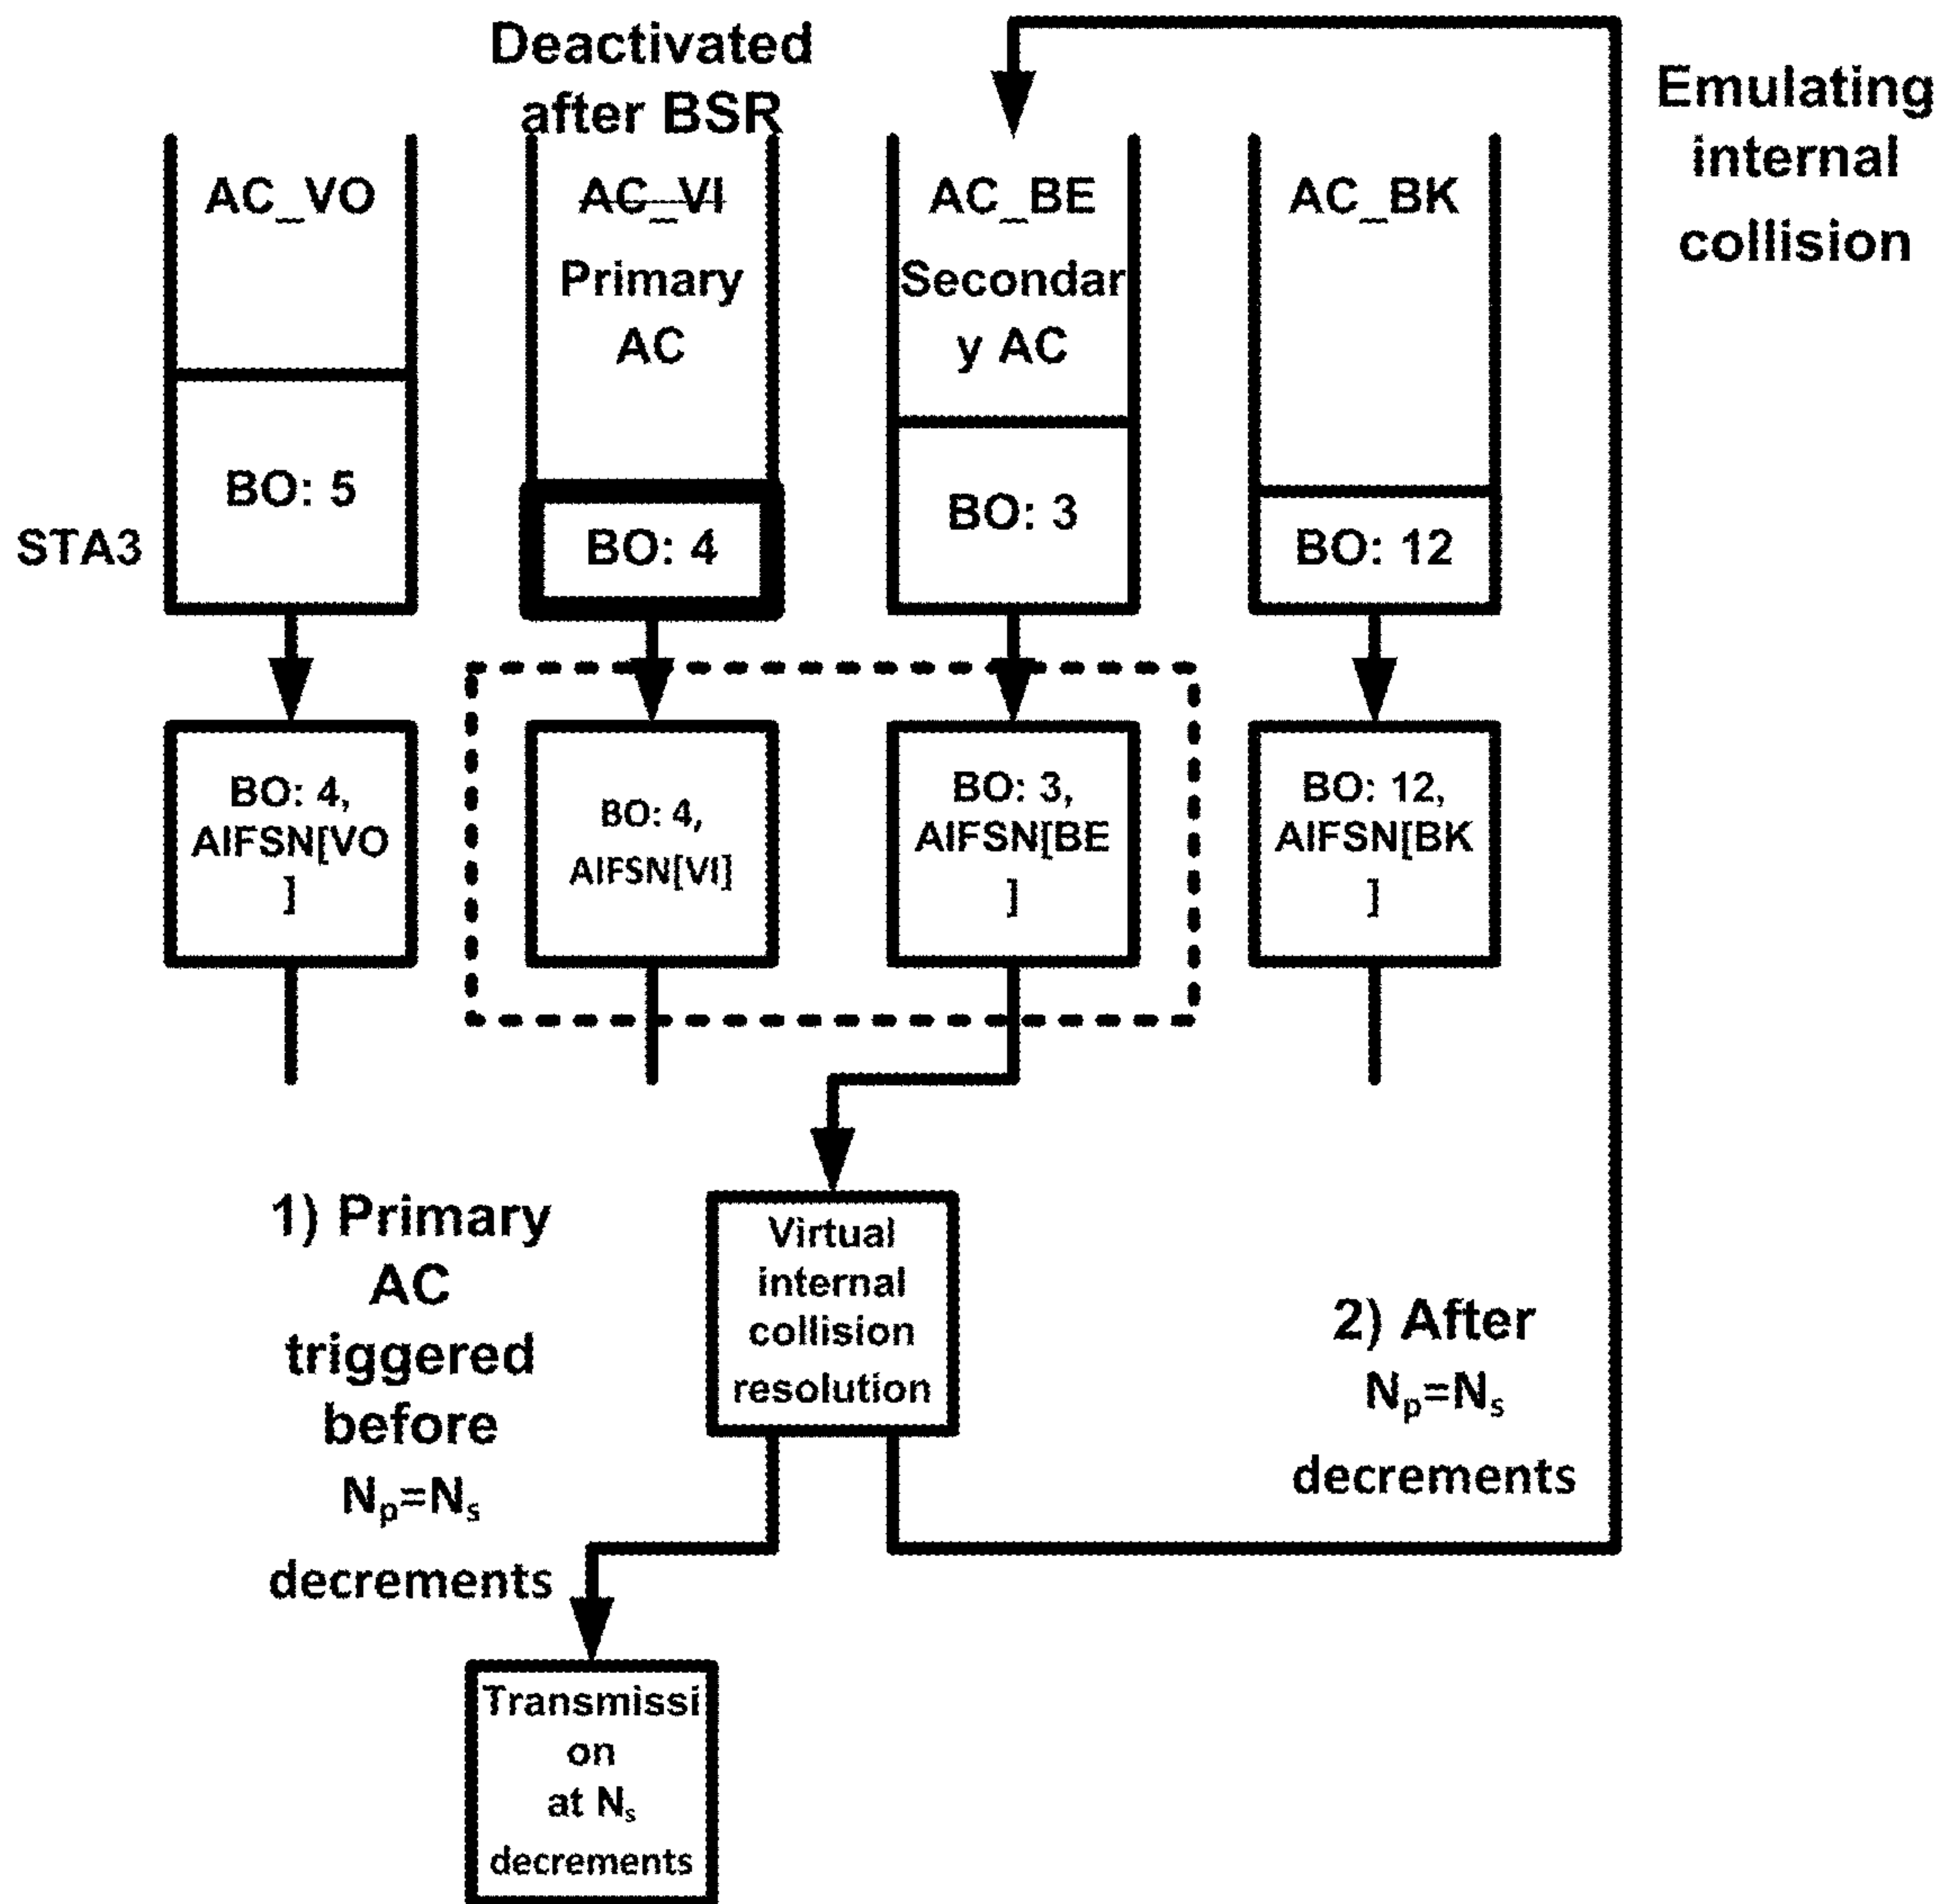 Deactivated
after BSR
Emulating
internal
collision
AC_VO
AC_VI
Primary
AC
AC_BE
Secondar
y AC
AC_BK
STA3
BO: 5
BO: 4
BO: 3
BO: 12
BO: 4,
AIFSN[VO
]
BO: 4,
AIFSN[VI]
BO: 3,
AIFSN[BE
]
BO: 12,
AIFSN[BK
]
1) Primary
AC
triggered
before
Np=Ns
decrements
Virtual
internal
collision
resolution
2) After
Np=Ns
decrements
Transmissi
on
at Ns
decrements